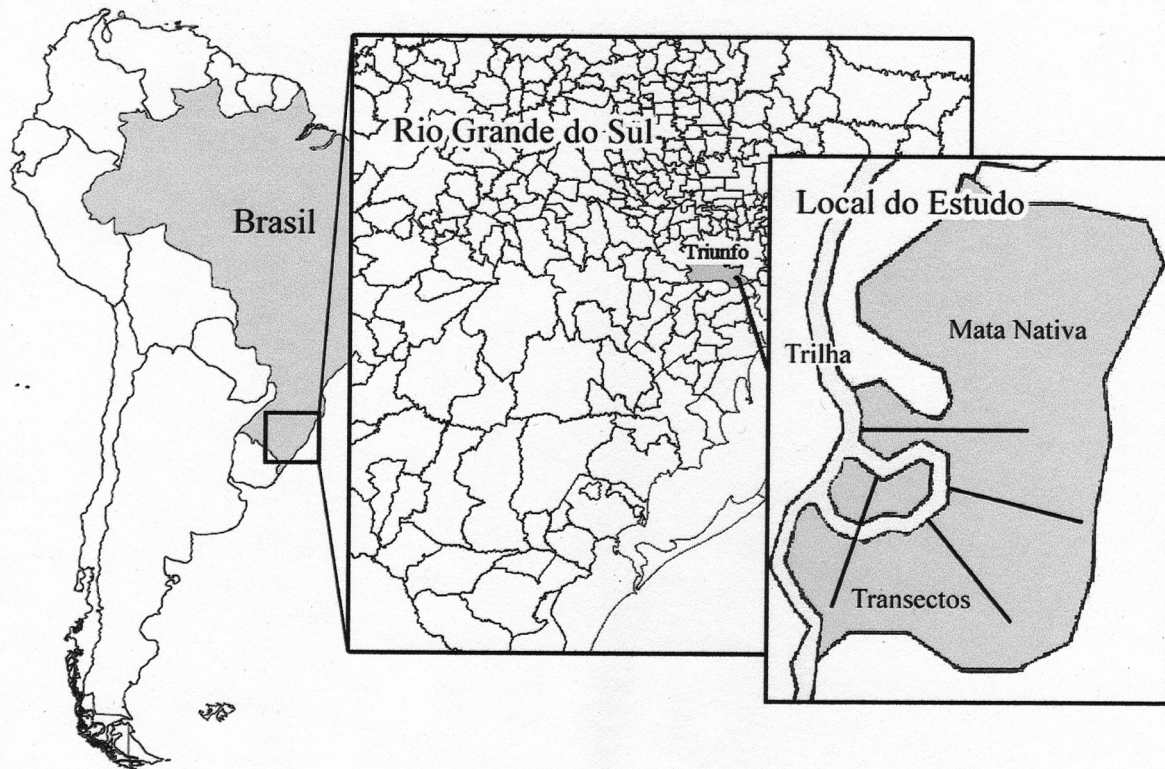 Brasil
Rio Grande do Sul
Triunfo
Local do Estudo
Mata Nativa
Trilha
Transectos